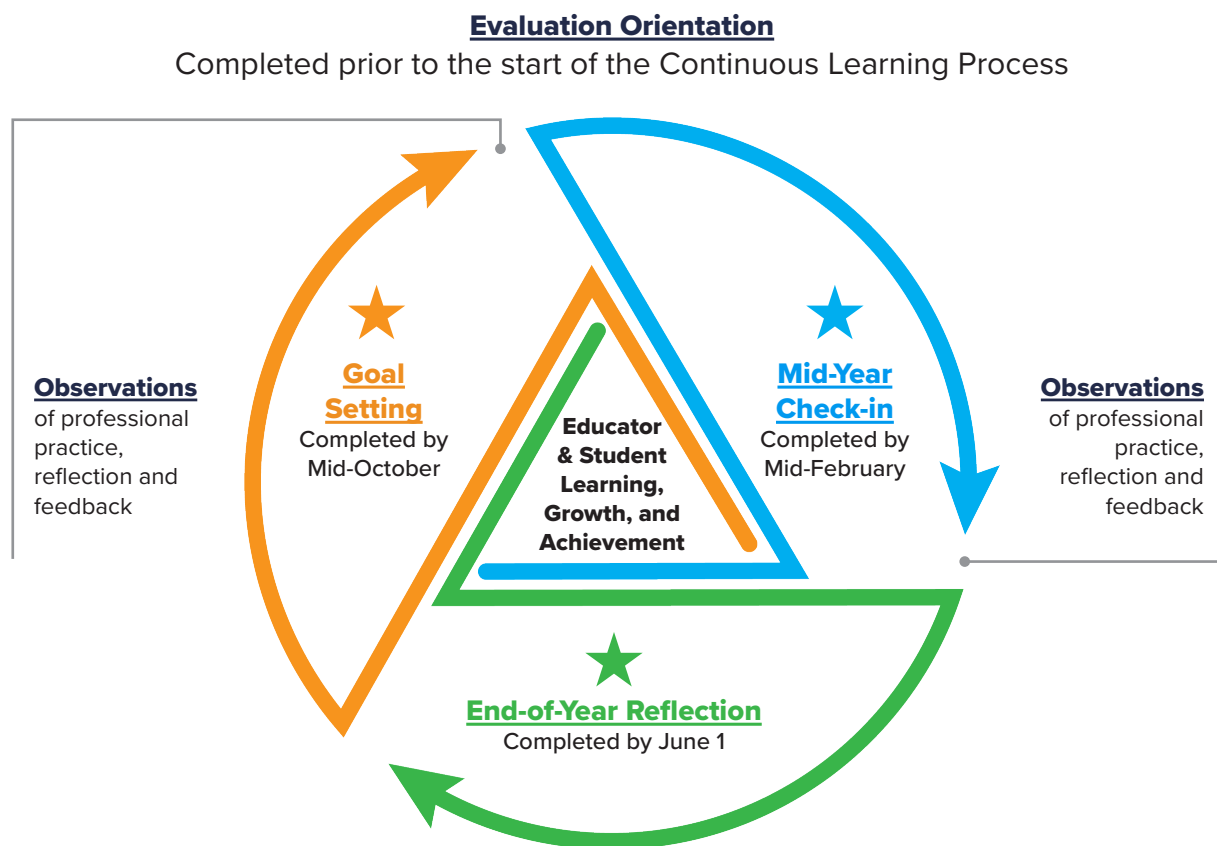 Evaluation Orientation
Completed prior to the start of the Continuous Learning Process
Observations
of professional
practice,
reflection and
feedback
Goal
Setting
Completed by
Mid-October
Educator
& Student
Learning,
Growth, and
Achievement
Mid-Year
Check-in
Completed by
Mid-February
Observations
of professional
practice,
reflection and
feedback
End-of-Year Reflection
Completed by June 1